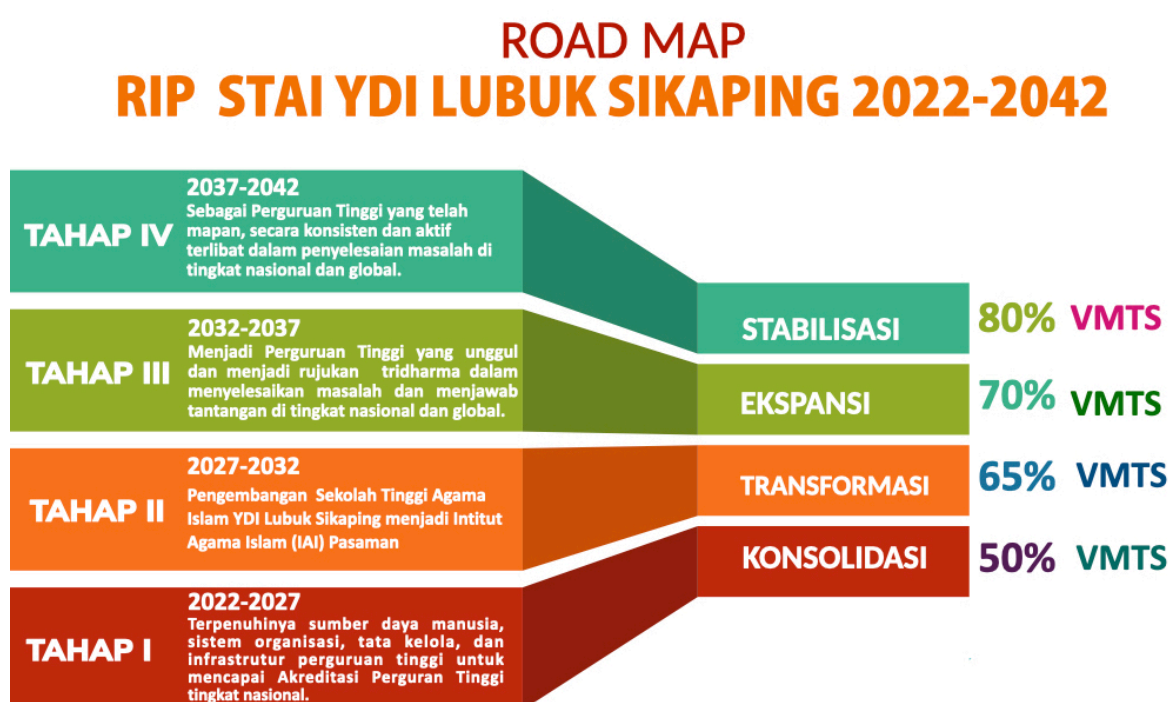 ROAD MAP
RIP STAI YDI LUBUK SIKAPING 2022-2042
TAHAP IV
2037-2042
Sebagai Perguruan Tinggi yang telah
mapan, secara konsisten dan aktif
terlibat dalam penyelesaian masalah di
tingkat nasional dan global.
STABILISASI
80% VMTS
TAHAP III
2032-2037
Menjadi Perguruan Tinggi yang unggul
dan menjadi rujukan tridharma dalam
menyelesaikan masalah dan menjawab
tantangan di tingkat nasional dan global.
EKSPANSI
70% VMTS
TAHAP II
2027-2032
Pengembangan Sekolah Tinggi Agama
Islam YDI Lubuk Sikaping menjadi Intitut
Agama Islam (IAI) Pasaman
TRANSFORMASI
65% VMTS
TAHAP I
2022-2027
Terpenuhinya sumber daya manusia,
sistem organisasi, tata kelola, dan
infrastrutur perguruan tinggi untuk
mencapai Akreditasi Perguran Tinggi
tingkat nasional.
KONSOLIDASI
50% VMTS